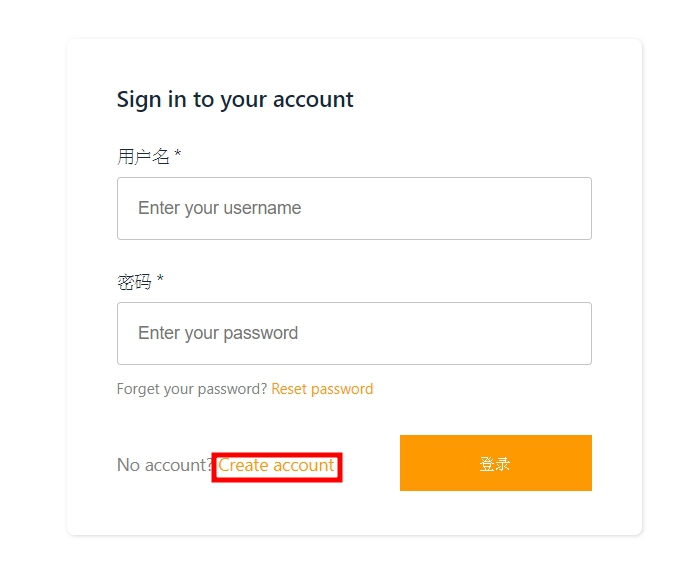 Sign in to your account
用户名 *
Enter your username
密码 *
Enter your password
Forget your password? Reset password
No account? Create account
登录